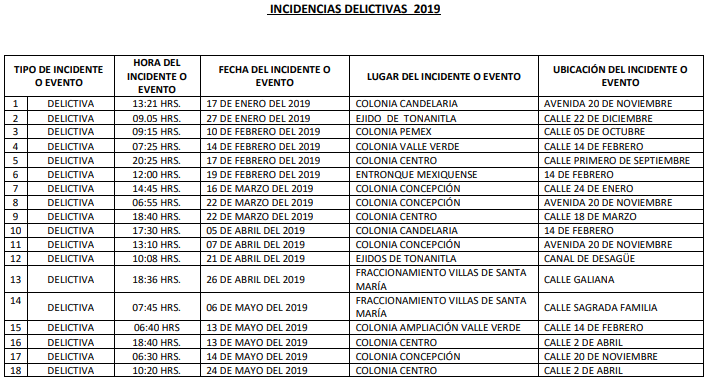 INCIDENCIAS DELICTIVAS  2019
TIPO DE INCIDENTE O EVENTO | HORA DEL INCIDENTE O EVENTO | FECHA DEL INCIDENTE O EVENTO | LUGAR DEL INCIDENTE O EVENTO | UBICACIÓN DEL INCIDENTE O EVENTO
1 | DELICTIVA | 13:21 HRS. | 17 DE ENERO DEL 2019 | COLONIA CANDELARIA | AVENIDA 20 DE NOVIEMBRE
2 | DELICTIVA | 09.05 HRS. | 27 DE ENERO DEL 2019 | EJIDO  DE  TONANITLA | CALLE 22 DE DICIEMBRE
3 | DELICTIVA | 09:15 HRS. | 10 DE FEBRERO DEL 2019 | COLONIA PEMEX | CALLE 05 DE OCTUBRE
4 | DELICTIVA | 07:25 HRS. | 14 DE FEBRERO DEL 2019 | COLONIA VALLE VERDE | CALLE 14 DE FEBRERO
5 | DELICTIVA | 20:25 HRS. | 17 DE FEBRERO DEL 2019 | COLONIA CENTRO | CALLE PRIMERO DE SEPTIEMBRE
6 | DELICTIVA | 12:00 HRS. | 19 DE FEBRERO DEL 2019 | ENTRONQUE MEXIQUENSE | 14 DE FEBRERO
7 | DELICTIVA | 14:45 HRS. | 16 DE MARZO DEL 2019 | COLONIA CONCEPCIÓN | CALLE 24 DE ENERO
8 | DELICTIVA | 06:55 HRS. | 22 DE MARZO DEL 2019 | COLONIA CONCEPCIÓN | AVENIDA 20 DE NOVIEMBRE
9 | DELICTIVA | 18:40 HRS. | 22 DE MARZO DEL 2019 | COLONIA CENTRO | CALLE 18 DE MARZO
10 | DELICTIVA | 17:30 HRS. | 05 DE ABRIL DEL 2019 | COLONIA CANDELARIA | 14 DE FEBRERO
11 | DELICTIVA | 13:10 HRS. | 07 DE ABRIL DEL 2019 | COLONIA CONCEPCIÓN | AVENIDA 20 DE NOVIEMBRE
12 | DELICTIVA | 10:08 HRS. | 21 DE ABRIL DEL 2019 | EJIDOS DE TONANITLA | CANAL DE DESAGÜE
13 | DELICTIVA | 18:36 HRS. | 26 DE ABRIL DEL 2019 | FRACCIONAMIENTO VILLAS DE SANTA MARÍA | CALLE GALIANA
14 | DELICTIVA | 07:45 HRS. | 06 DE MAYO DEL 2019 | FRACCIONAMIENTO VILLAS DE SANTA MARÍA | CALLE SAGRADA FAMILIA
15 | DELICTIVA | 06:40 HRS | 13 DE MAYO DEL 2019 | COLONIA AMPLIACIÓN VALLE VERDE | CALLE 14 DE FEBRERO
16 | DELICTIVA | 18:40 HRS. | 13 DE MAYO DEL 2019 | COLONIA CENTRO | CALLE 2 DE ABRIL
17 | DELICTIVA | 06:30 HRS. | 14 DE MAYO DEL 2019 | COLONIA CONCEPCIÓN | CALLE 20 DE NOVIEMBRE
18 | DELICTIVA | 10:20 HRS. | 24 DE MAYO DEL 2019 | COLONIA CENTRO | CALLE 2 DE ABRIL